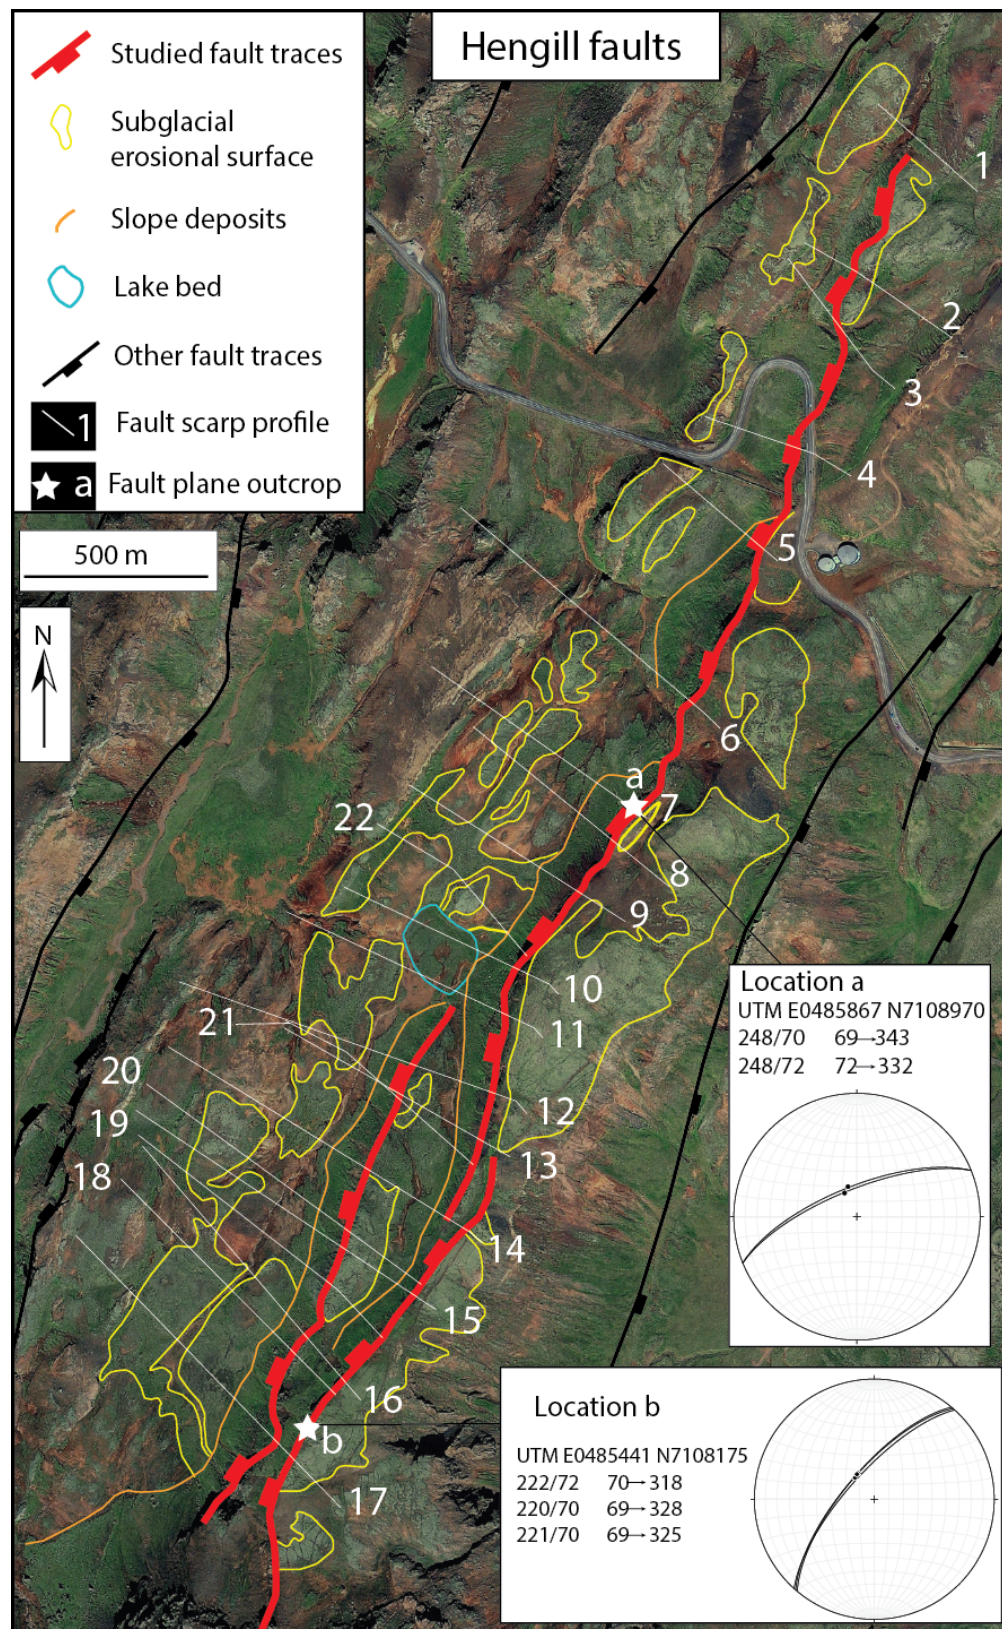 Hengill faults
Studied fault traces
Subglacial
erosional surface
Slope deposits
Lake bed
Other fault traces
1 Fault scarp profile
a Fault plane outcrop
500 m
N
1
2
3
4
5
6
a
7
22
8
9
10
21
11
20
12
19
13
18
14
15
16
b
17
Location a
UTM E0485867 N7108970
248/70 69→343
248/72 72→332
Location b
UTM E0485441 N7108175
222/72 70→318
220/70 69→328
221/70 69→325